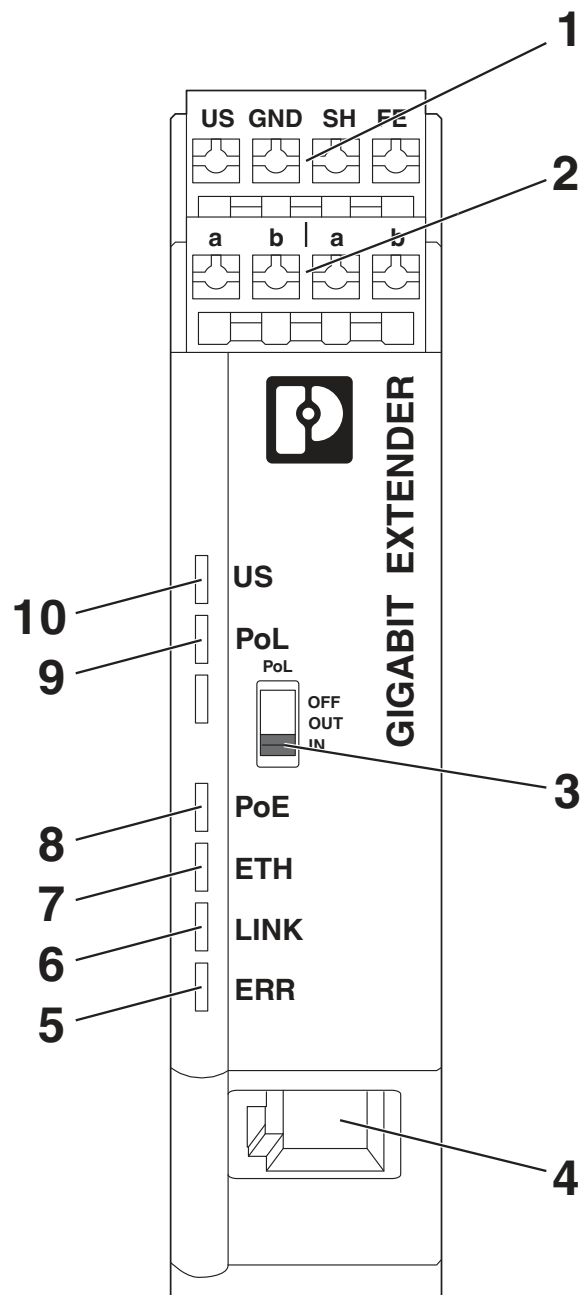 1
US GND SH FE
2
a b | a b
GIGABIT EXTENDER
US
10
PoL
9
PoL
OFF
OUT
IN
3
PoE
8
ETH
7
LINK
6
ERR
5
4